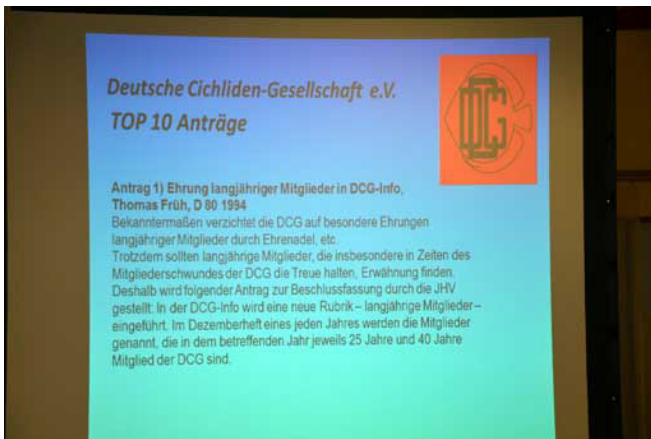 Deutsche Cichliden-Gesellschaft e.V.
TOP 10 Anträge
DCG
Antrag 1) Ehrung langjähriger Mitglieder in DCG-Info,
Thomas Früh, D 80 1994
Bekanntermaßen verzichtet die DCG auf besondere Ehrungen
langjähriger Mitglieder durch Ehrenadel, etc.
Trotzdem sollten langjährige Mitglieder, die insbesondere in Zeiten des
Mitgliederschwundes der DCG die Treue halten, Erwähnung finden.
Deshalb wird folgender Antrag zur Beschlussfassung durch die JHV
gestellt: In der DCG-Info wird eine neue Rubrik – langjährige Mitglieder –
eingeführt. Im Dezemberheft eines jeden Jahres werden die Mitglieder
genannt, die in dem betreffenden Jahr jeweils 25 Jahre und 40 Jahre
Mitglied der DCG sind.